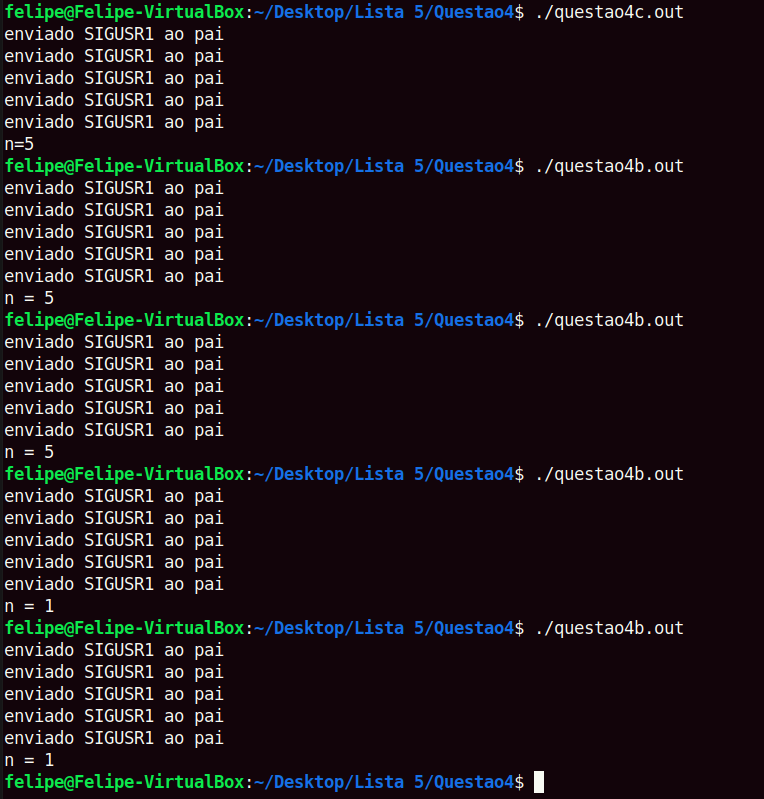 felipe@Felipe-VirtualBox:~/Desktop/Lista 5/Questao4$ ./questao4c.out
enviado SIGUSR1 ao pai
enviado SIGUSR1 ao pai
enviado SIGUSR1 ao pai
enviado SIGUSR1 ao pai
enviado SIGUSR1 ao pai
n=5
felipe@Felipe-VirtualBox:~/Desktop/Lista 5/Questao4$ ./questao4b.out
enviado SIGUSR1 ao pai
enviado SIGUSR1 ao pai
enviado SIGUSR1 ao pai
enviado SIGUSR1 ao pai
enviado SIGUSR1 ao pai
n = 5
felipe@Felipe-VirtualBox:~/Desktop/Lista 5/Questao4$ ./questao4b.out
enviado SIGUSR1 ao pai
enviado SIGUSR1 ao pai
enviado SIGUSR1 ao pai
enviado SIGUSR1 ao pai
enviado SIGUSR1 ao pai
n = 5
felipe@Felipe-VirtualBox:~/Desktop/Lista 5/Questao4$ ./questao4b.out
enviado SIGUSR1 ao pai
enviado SIGUSR1 ao pai
enviado SIGUSR1 ao pai
enviado SIGUSR1 ao pai
enviado SIGUSR1 ao pai
n = 1
felipe@Felipe-VirtualBox:~/Desktop/Lista 5/Questao4$ ./questao4b.out
enviado SIGUSR1 ao pai
enviado SIGUSR1 ao pai
enviado SIGUSR1 ao pai
enviado SIGUSR1 ao pai
enviado SIGUSR1 ao pai
n = 1
felipe@Felipe-VirtualBox:~/Desktop/Lista 5/Questao4$